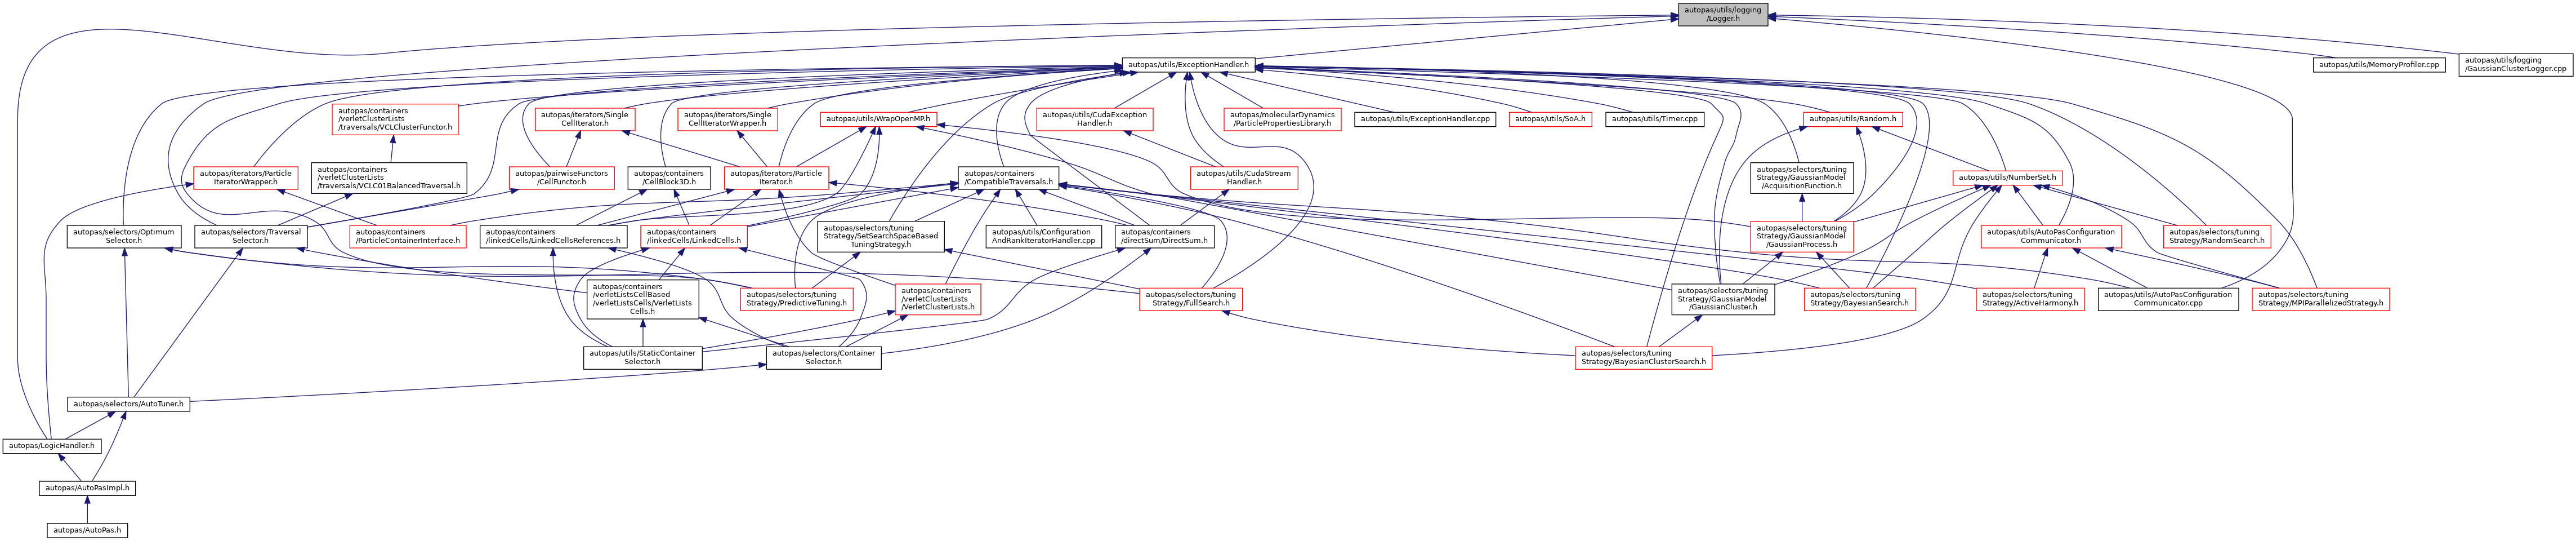 autopas/utils/logging
/Logger.h
autopas/utils/ExceptionHandler.h
autopas/utils/MemoryProfiler.cpp
autopas/utils/logging
/GaussianClusterLogger.cpp
autopas/containers
/verletClusterLists
/traversals/VCLClusterFunctor.h
autopas/iterators/Single
CellIterator.h
autopas/iterators/Single
CellIteratorWrapper.h
autopas/utils/WrapOpenMP.h
autopas/utils/CudaException
Handler.h
autopas/molecularDynamics
/ParticlePropertiesLibrary.h
autopas/utils/ExceptionHandler.cpp
autopas/utils/SoA.h
autopas/utils/Timer.cpp
autopas/utils/Random.h
autopas/iterators/Particle
IteratorWrapper.h
autopas/containers
/verletClusterLists
/traversals/VCLC01BalancedTraversal.h
autopas/pairwiseFunctors
/CellFunctor.h
autopas/containers
/CellBlock3D.h
autopas/iterators/Particle
Iterator.h
autopas/containers
/CompatibleTraversals.h
autopas/utils/CudaStream
Handler.h
autopas/selectors/tuning
Strategy/GaussianModel
/AcquisitionFunction.h
autopas/utils/NumberSet.h
autopas/selectors/Optimum
Selector.h
autopas/selectors/Traversal
Selector.h
autopas/containers
/ParticleContainerInterface.h
autopas/containers
/linkedCells/LinkedCellsReferences.h
autopas/containers
/linkedCells/LinkedCells.h
autopas/selectors/tuning
Strategy/SetSearchSpaceBased
TuningStrategy.h
autopas/utils/Configuration
AndRankIteratorHandler.cpp
autopas/containers
/directSum/DirectSum.h
autopas/selectors/tuning
Strategy/GaussianModel
/GaussianProcess.h
autopas/utils/AutoPasConfiguration
Communicator.h
autopas/selectors/tuning
Strategy/RandomSearch.h
autopas/containers
/verletListsCellBased
/verletListsCells/VerletLists
Cells.h
autopas/selectors/tuning
Strategy/PredictiveTuning.h
autopas/containers
/verletClusterLists
/VerletClusterLists.h
autopas/selectors/tuning
Strategy/FullSearch.h
autopas/selectors/tuning
Strategy/GaussianModel
/GaussianCluster.h
autopas/selectors/tuning
Strategy/BayesianSearch.h
autopas/selectors/tuning
Strategy/ActiveHarmony.h
autopas/utils/AutoPasConfiguration
Communicator.cpp
autopas/selectors/tuning
Strategy/MPIParallelizedStrategy.h
autopas/utils/StaticContainer
Selector.h
autopas/selectors/Container
Selector.h
autopas/selectors/tuning
Strategy/BayesianClusterSearch.h
autopas/selectors/AutoTuner.h
autopas/LogicHandler.h
autopas/AutoPasImpl.h
autopas/AutoPas.h